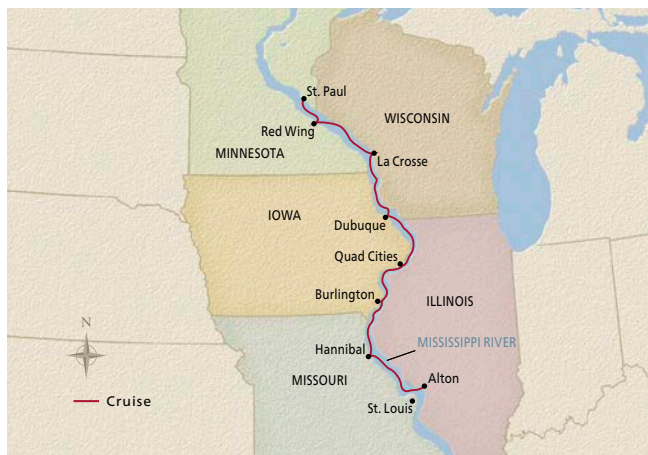 St. Paul
WISCONSIN
Red Wing
MINNESOTA
La Crosse
IOWA
Dubuque
Quad Cities
Burlington
ILLINOIS
N
MISSISSIPPI RIVER
Hannibal
MISSOURI
Alton
Cruise
St. Louis